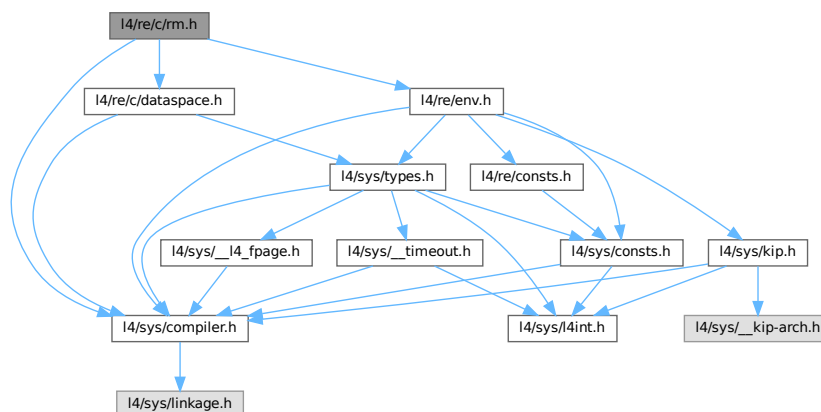 l4/re/c/rm.h
l4/re/c/dataspace.h
l4/re/env.h
l4/sys/types.h
l4/re/consts.h
l4/sys/__l4_fpage.h
l4/sys/__timeout.h
l4/sys/consts.h
l4/sys/kip.h
l4/sys/compiler.h
l4/sys/l4int.h
l4/sys/__kip-arch.h
l4/sys/linkage.h